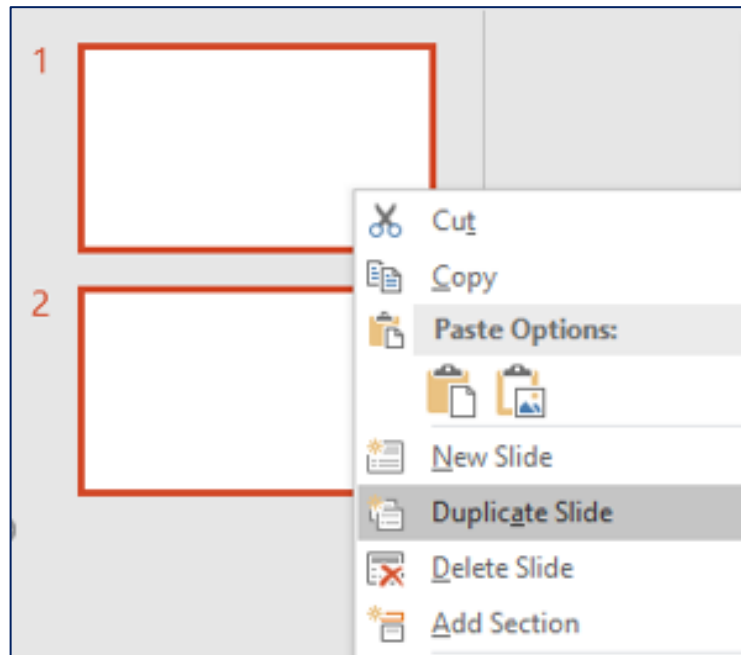 1
2
Cut
Copy
Paste Options:
New Slide
Duplicate Slide
Delete Slide
Add Section